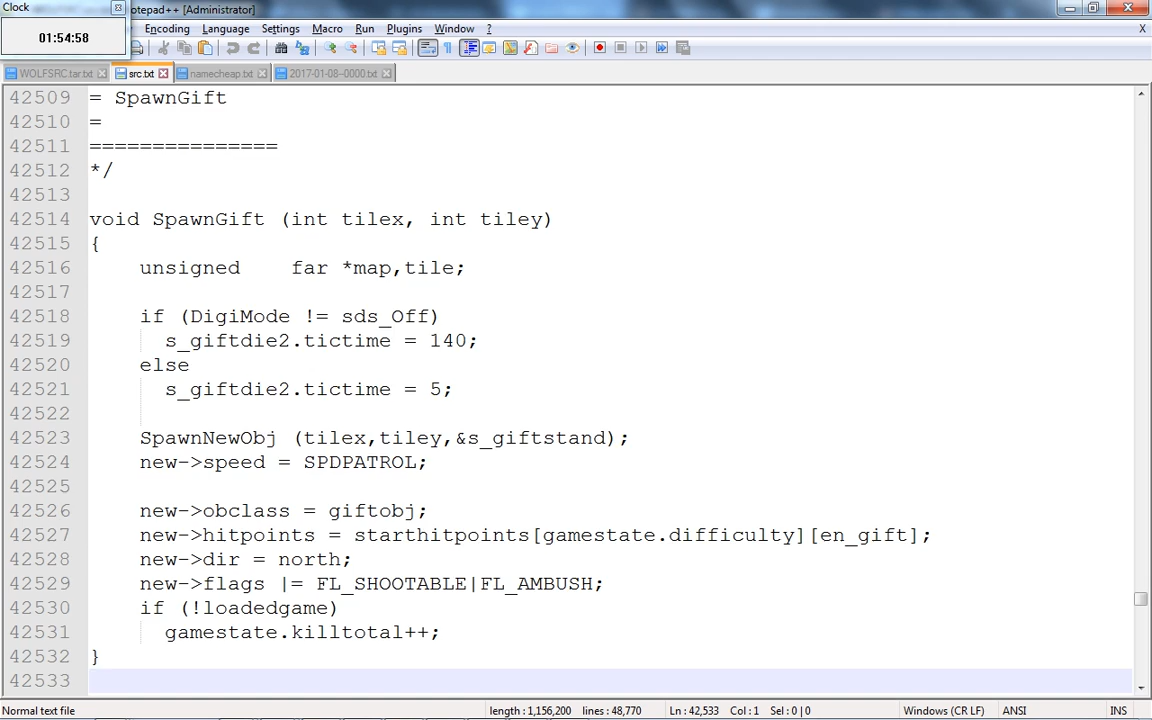 Clock
01:54:58
otepad++ [Administrator]
Encoding Language Settings Macro Run Plugins Window ? X
WOLFSRC.tar.txt src.txt namecheap.txt 2017-01-08--0000.txt
42509 = SpawnGift
42510 =
42511 ===============
42512 */
42513
42514 void SpawnGift (int tilex, int tiley)
42515 {
42516 unsigned far *map,tile;
42517
42518 if (DigiMode != sds_Off)
42519 s_giftdie2.tictime = 140;
42520 else
42521 s_giftdie2.tictime = 5;
42522
42523 SpawnNewObj (tilex,tiley,&s_giftstand);
42524 new->speed = SPDPATROL;
42525
42526 new->obclass = giftobj;
42527 new->hitpoints = starthitpoints[gamestate.difficulty][en_gift];
42528 new->dir = north;
42529 new->flags |= FL_SHOOTABLE|FL_AMBUSH;
42530 if (!loadedgame)
42531 gamestate.killtotal++;
42532 }
42533
Normal text file length : 1,156,200 lines : 48,770 Ln : 42,533 Col : 1 Sel : 0 | 0 Windows (CR LF) ANSI INS